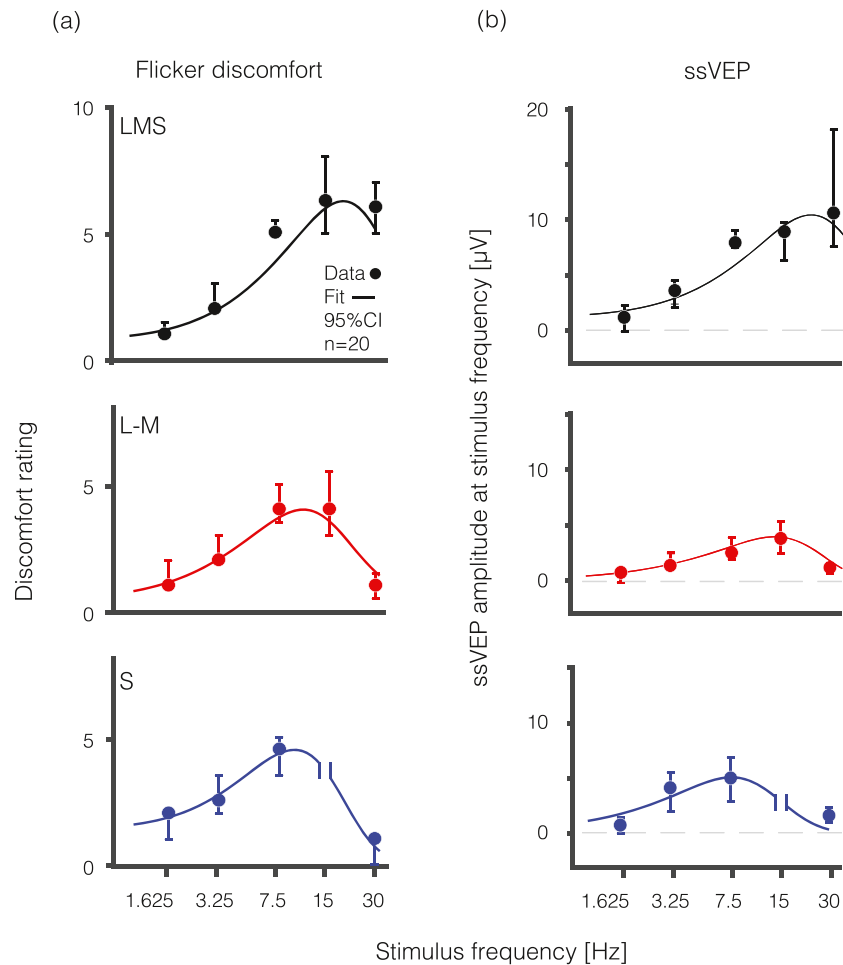 (a)
Flicker discomfort
10
LMS
5
Data
Fit
95%CI
n=20
0
L-M
5
0
S
5
0
1.625 3.25 7.5 15 30
Discomfort rating
(b)
ssVEP
20
10
0
10
0
10
0
1.625 3.25 7.5 15 30
ssVEP amplitude at stimulus frequency [µV]
Stimulus frequency [Hz]